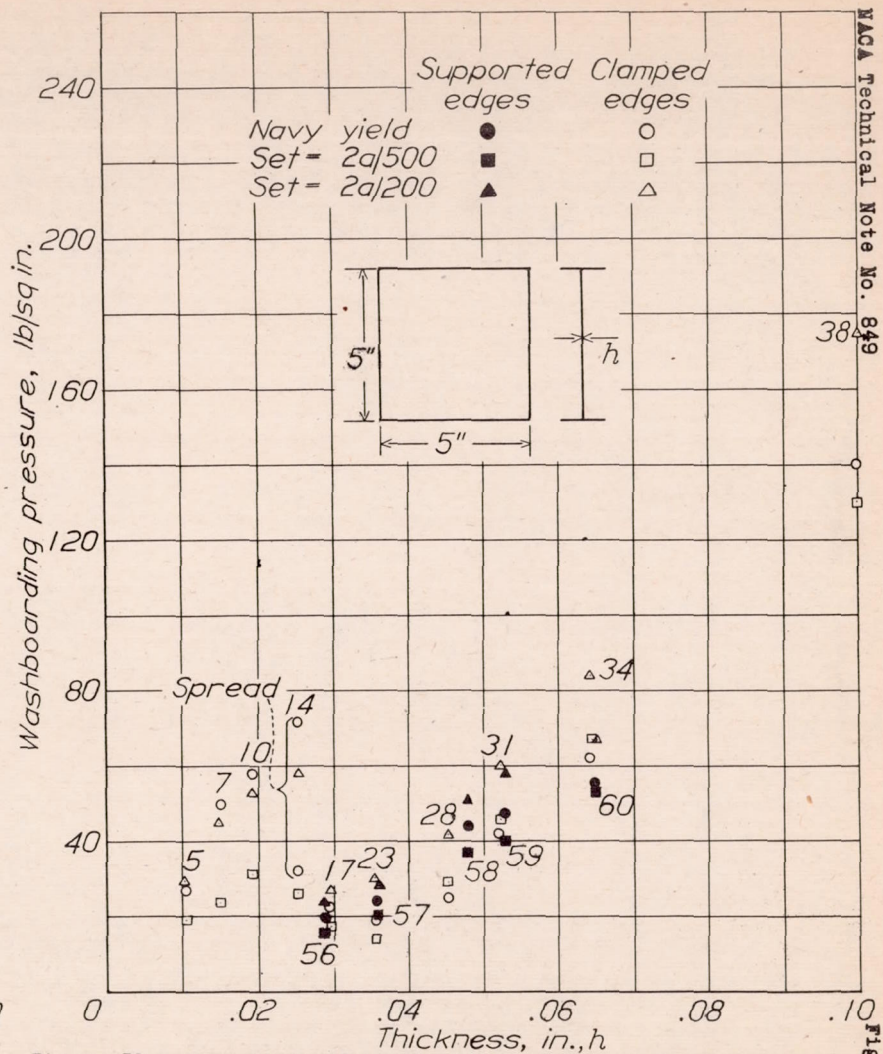 NACA Technical Note No. 849
Supported Clamped
edges edges
Navy yield
Set= 2a/500
Set= 2a/200
240
200
160
120
80
40
0
.02
.04
.06
.08
.10
Washboarding pressure, lb/sq in.
Thickness, in., h
5"
5"
h
38
34
Spread
14
10
7
5
31
28
17
23
60
59
58
57
56